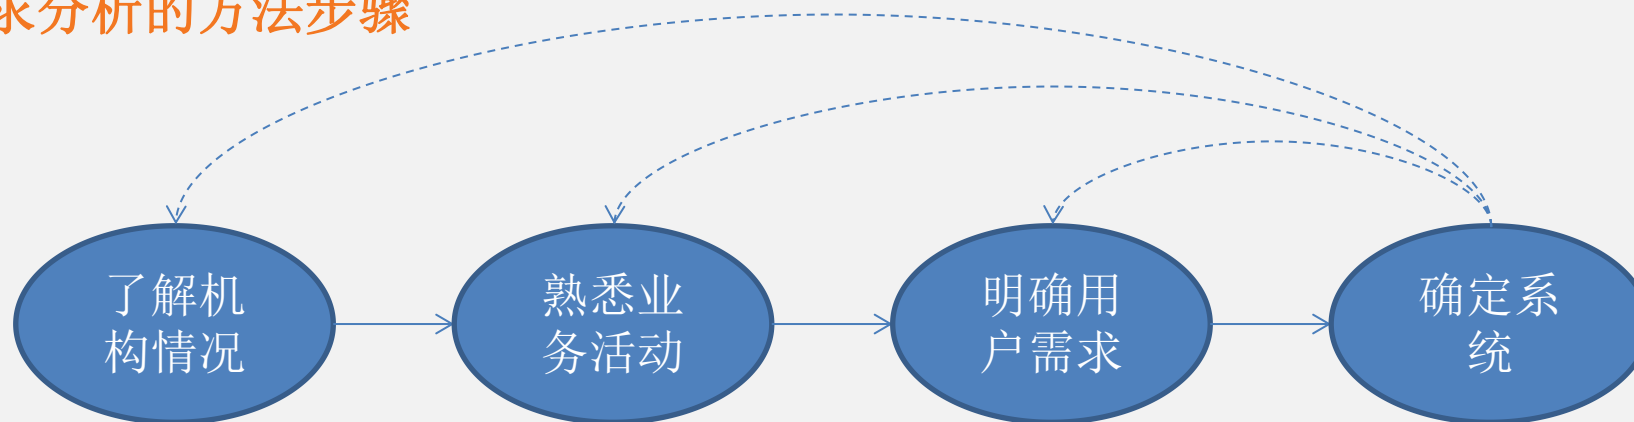 求分析的方法步骤
了解机
构情况
熟悉业
务活动
明确用
户需求
确定系
统